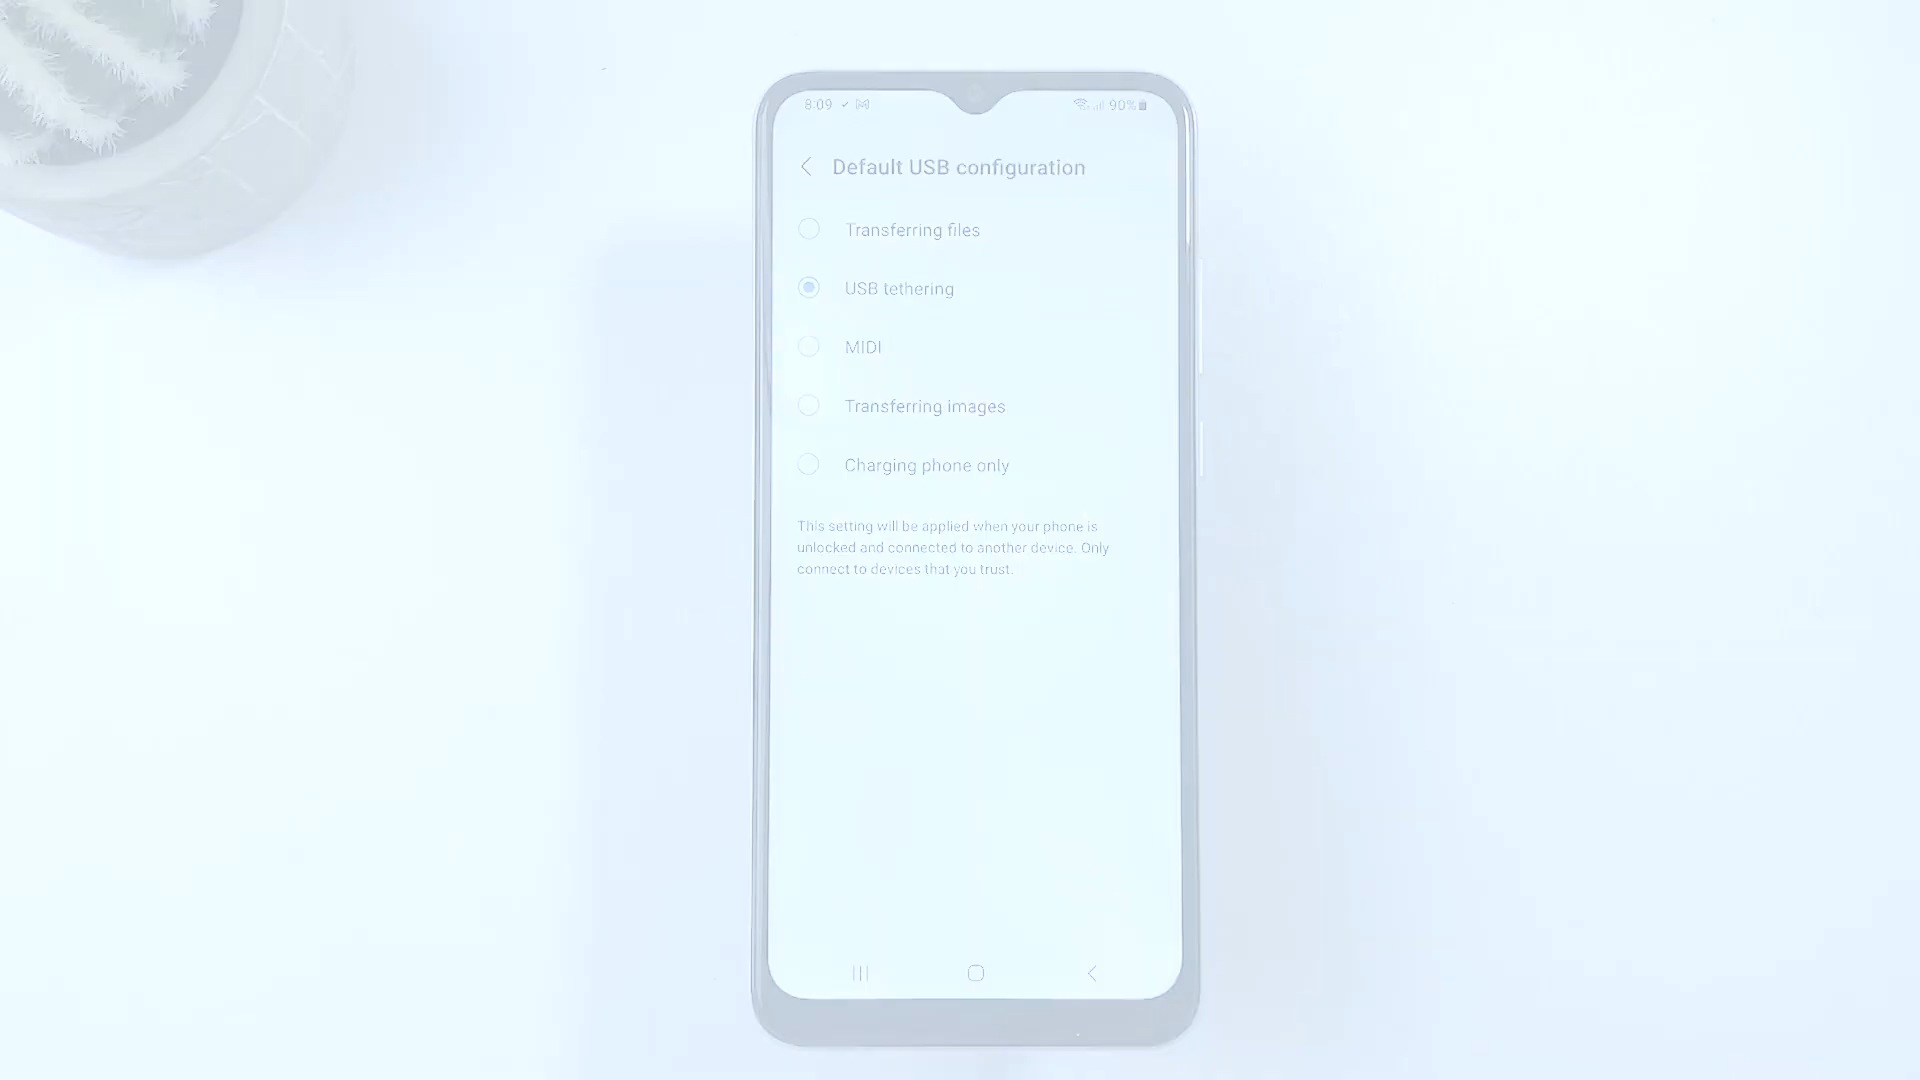 8:09 90%
Default USB configuration
Transferring files
USB tethering
MIDI
Transferring images
Charging phone only
This setting will be applied when your phone is
unlocked and connected to another device. Only
connect to devices that you trust.